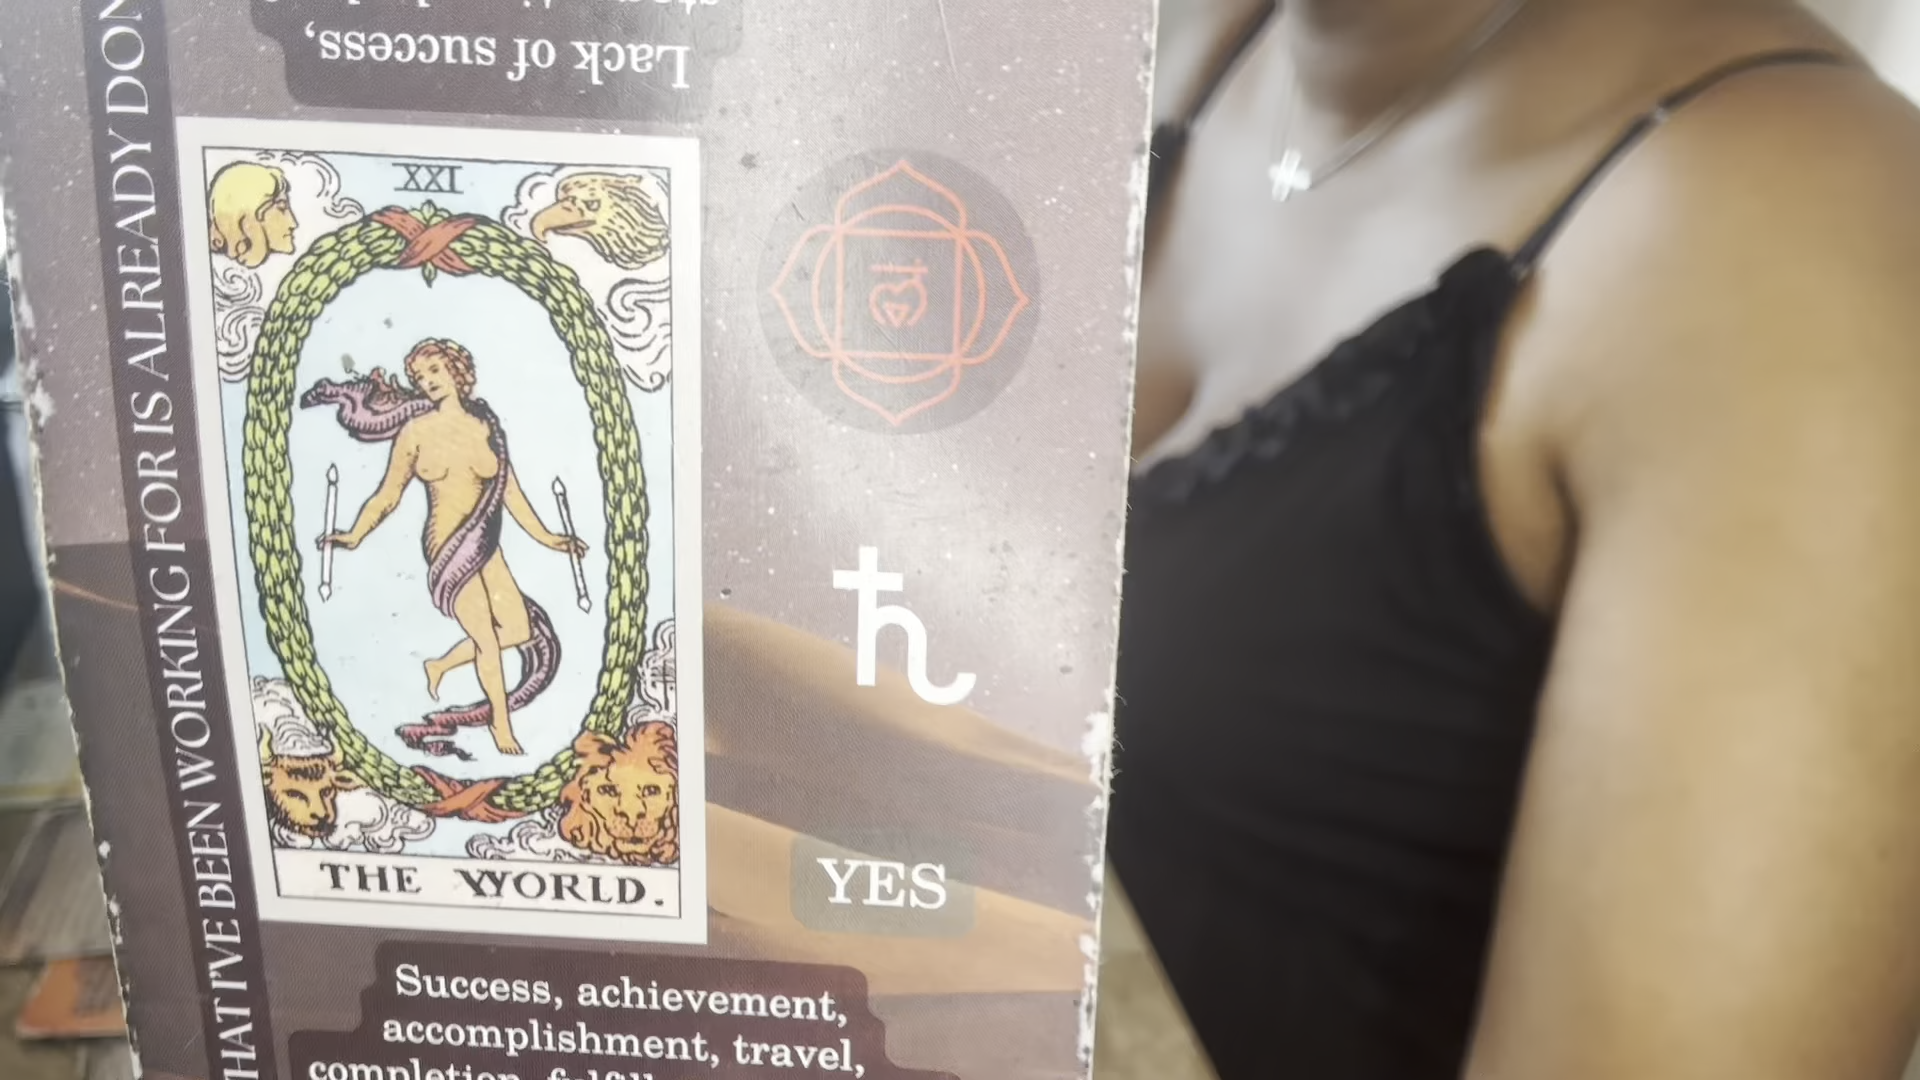 Lack of success,
THAT I'VE BEEN WORKING FOR IS ALREADY DON
XXI
लं
THE WORLD.
YES
Success, achievement,
accomplishment, travel,
completion,